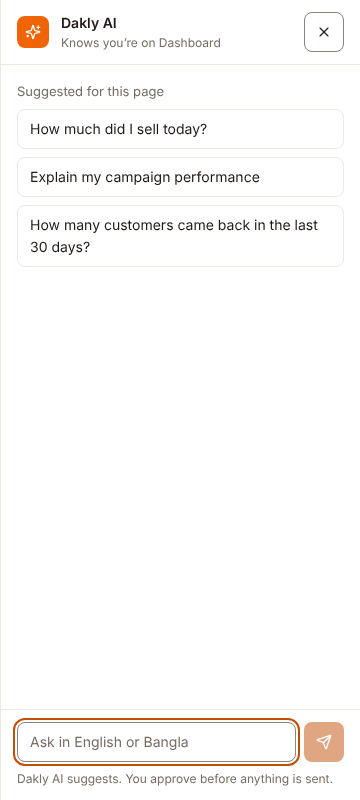 Dakly AI
Knows you're on Dashboard
Suggested for this page
How much did I sell today?
Explain my campaign performance
How many customers came back in the last
30 days?
Ask in English or Bangla
Dakly AI suggests. You approve before anything is sent.